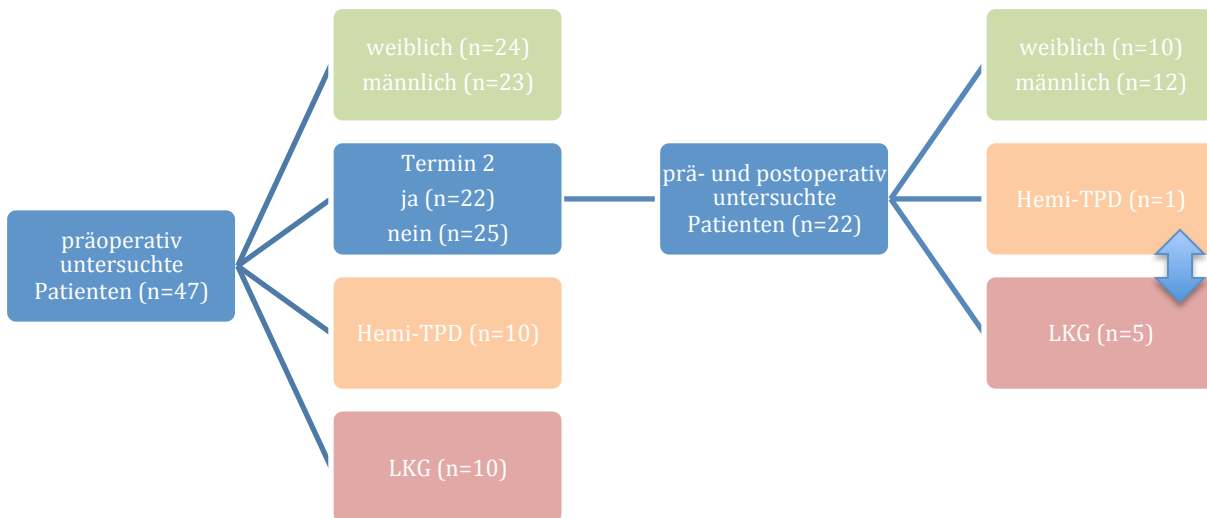 präoperativ
untersuchte
Patienten (n=47)
weiblich (n=24)
männlich (n=23)
Termin 2
ja (n=22)
nein (n=25)
Hemi-TPD (n=10)
LKG (n=10)
prä- und postoperativ
untersuchte
Patienten (n=22)
weiblich (n=10)
männlich (n=12)
Hemi-TPD (n=1)
LKG (n=5)